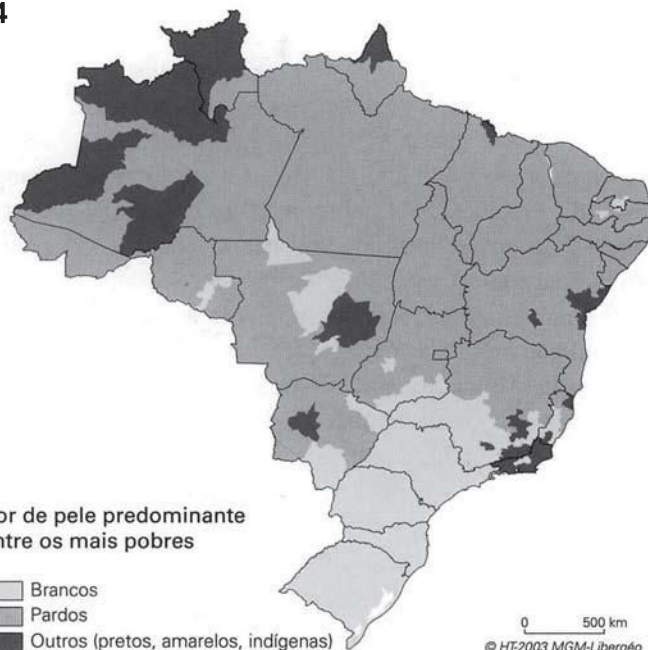 4
or de pele predominante
ntre os mais pobres
Brancos
Pardos
Outros (pretos, amarelos, indígenas)
0 500 km
© HT-2003 MGM-Libergéo